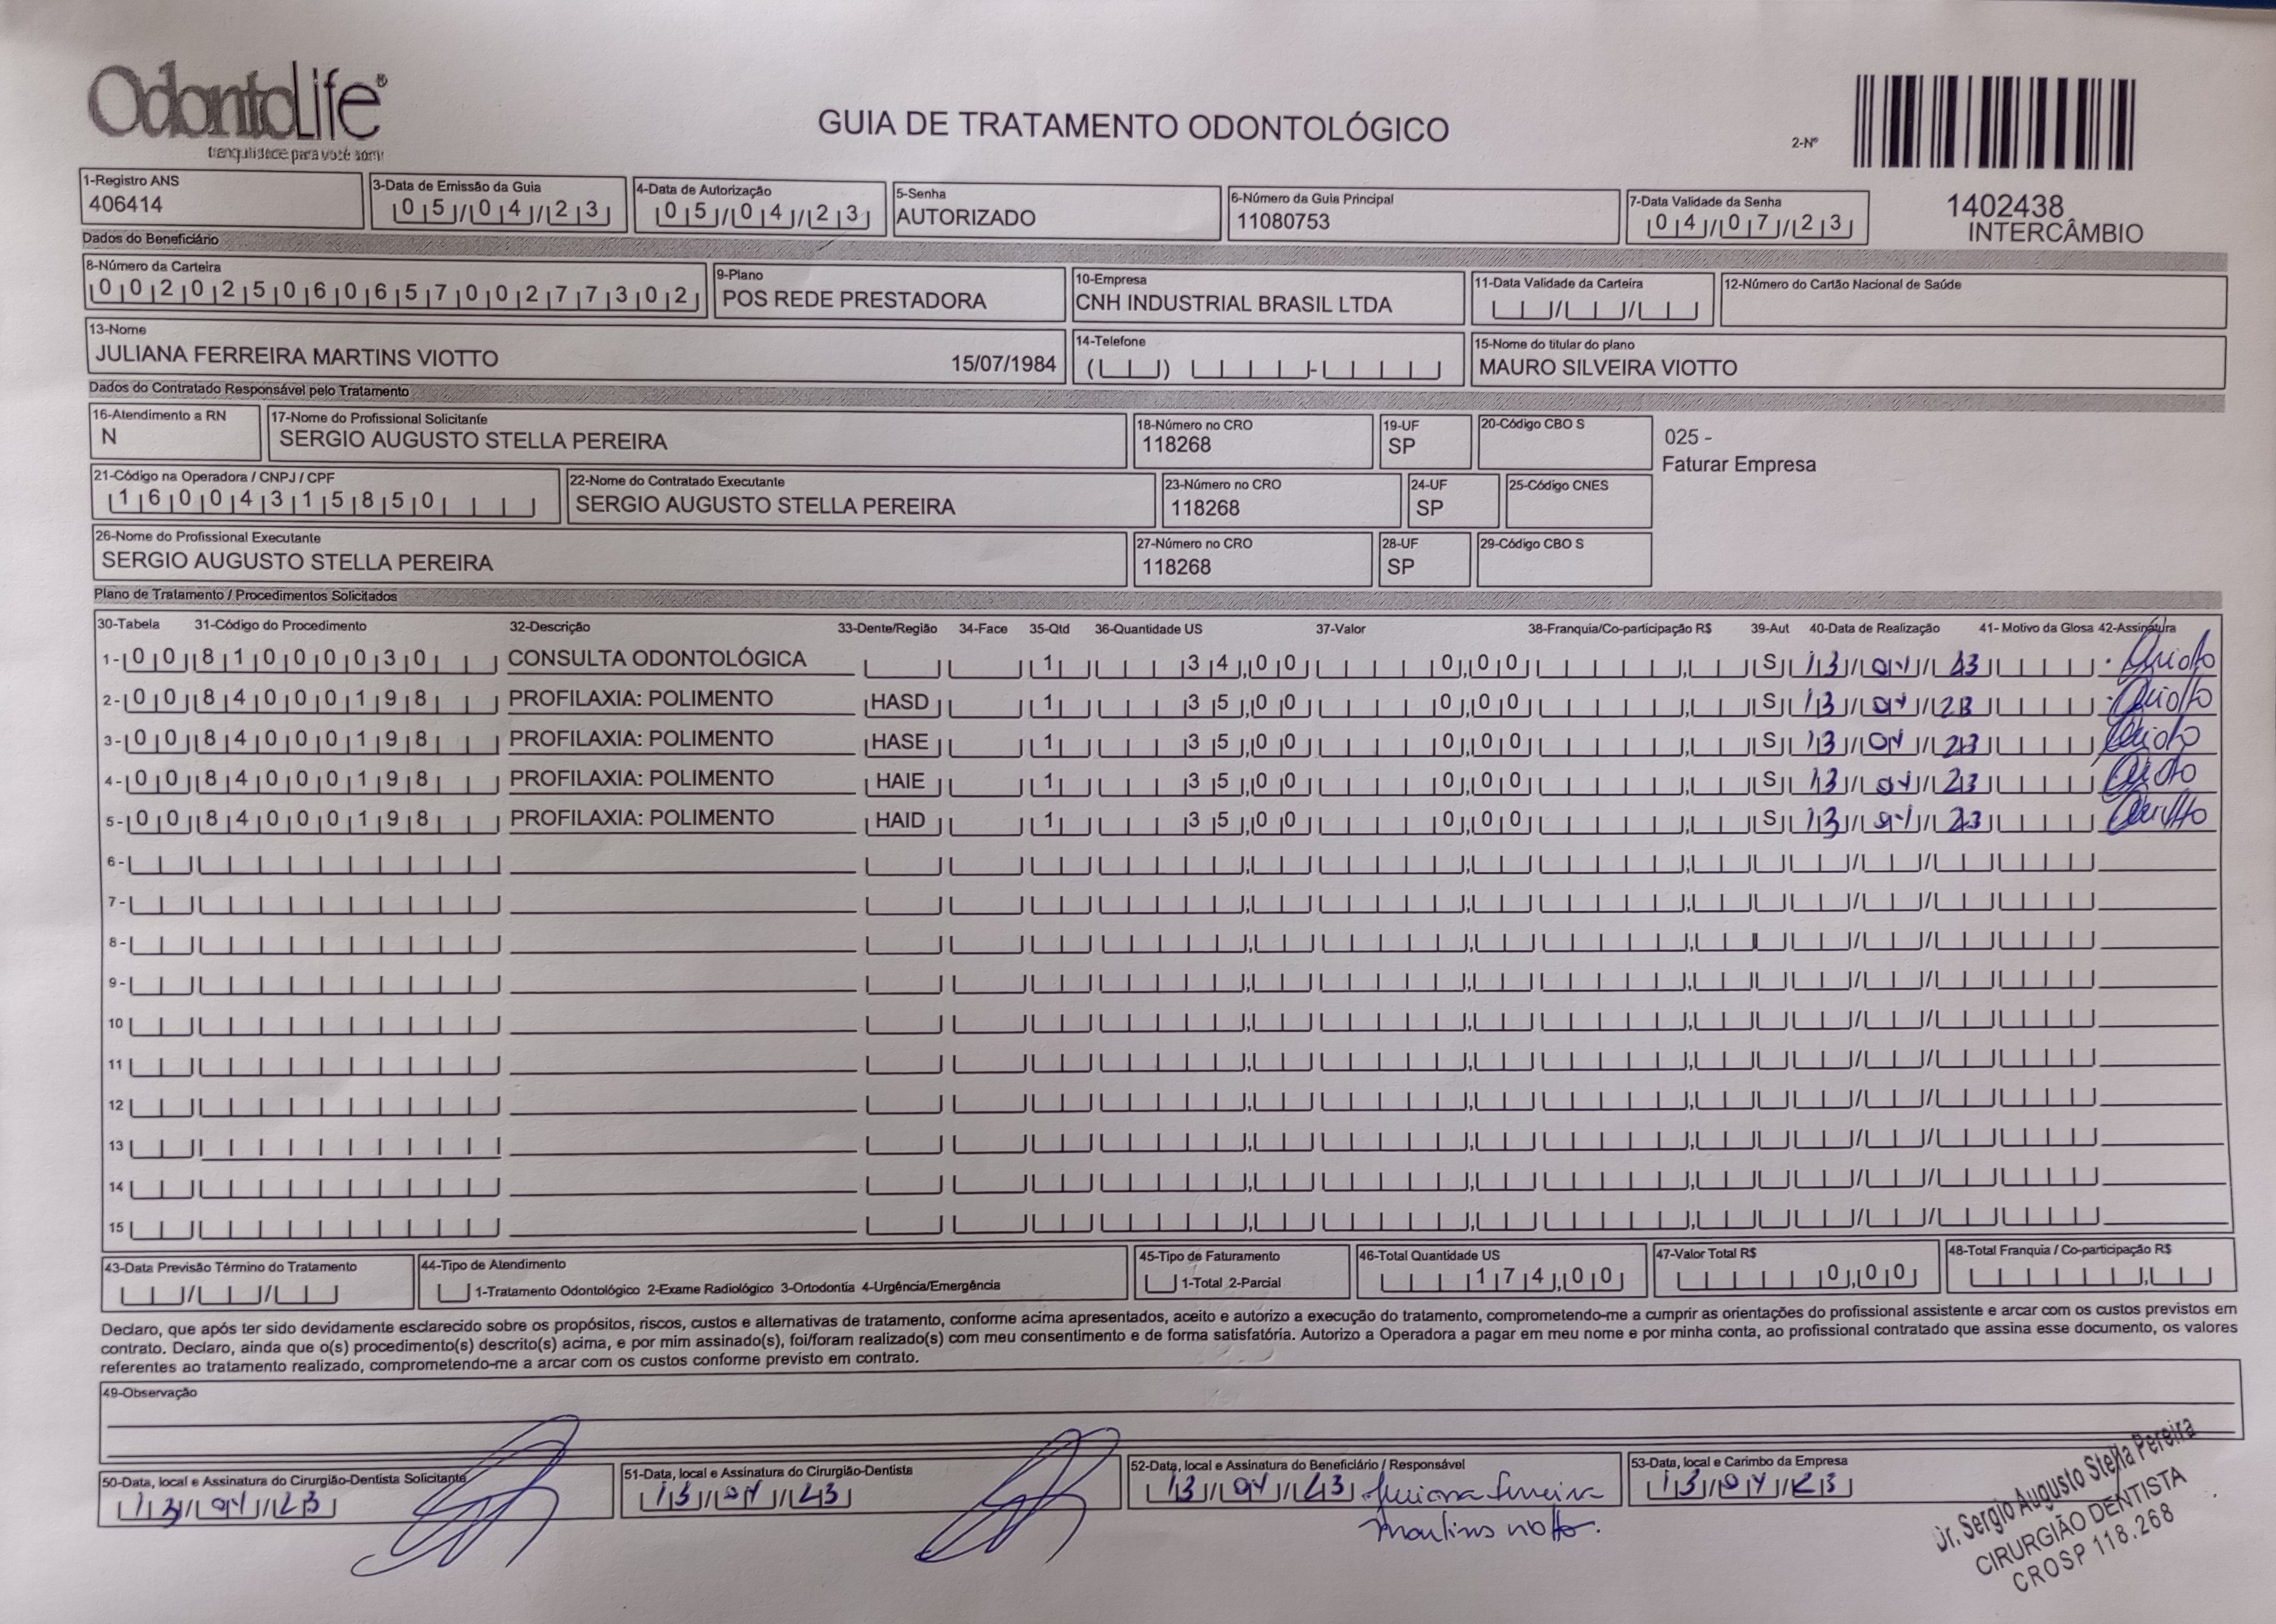 OdontoLife®
tranquilidade para você sorrir
GUIA DE TRATAMENTO ODONTOLÓGICO
2-Nº
1402438
INTERCÂMBIO
1-Registro ANS
406414
3-Data de Emissão da Guia
05/04/23
4-Data de Autorização
05/04/23
5-Senha
AUTORIZADO
6-Número da Guia Principal
11080753
7-Data Validade da Senha
04/07/23
Dados do Beneficiário
8-Número da Carteira
00202506065700277302
9-Plano
POS REDE PRESTADORA
10-Empresa
CNH INDUSTRIAL BRASIL LTDA
11-Data Validade da Carteira
12-Número do Cartão Nacional de Saúde
13-Nome
JULIANA FERREIRA MARTINS VIOTTO 15/07/1984
14-Telefone
15-Nome do titular do plano
MAURO SILVEIRA VIOTTO
Dados do Contratado Responsável pelo Tratamento
16-Atendimento a RN
N
17-Nome do Profissional Solicitante
SERGIO AUGUSTO STELLA PEREIRA
18-Número no CRO
118268
19-UF
SP
20-Código CBO S
025 -
Faturar Empresa
21-Código na Operadora / CNPJ / CPF
16004315850
22-Nome do Contratado Executante
SERGIO AUGUSTO STELLA PEREIRA
23-Número no CRO
118268
24-UF
SP
25-Código CNES
26-Nome do Profissional Executante
SERGIO AUGUSTO STELLA PEREIRA
27-Número no CRO
118268
28-UF
SP
29-Código CBO S
Plano de Tratamento / Procedimentos Solicitados
30-Tabela 31-Código do Procedimento 32-Descrição 33-Dente/Região 34-Face 35-Qtd 36-Quantidade US 37-Valor 38-Franquia/Co-participação R$ 39-Aut 40-Data de Realização 41- Motivo da Glosa 42-Assinatura
1- 00 81000030 CONSULTA ODONTOLÓGICA 1 34,00 0,00 S 13/04/23 Viotto
2- 00 84000198 PROFILAXIA: POLIMENTO HASD 1 35,00 0,00 S 13/04/23 Viotto
3- 00 84000198 PROFILAXIA: POLIMENTO HASE 1 35,00 0,00 S 13/04/23 Viotto
4- 00 84000198 PROFILAXIA: POLIMENTO HAIE 1 35,00 0,00 S 13/04/23 Viotto
5- 00 84000198 PROFILAXIA: POLIMENTO HAID 1 35,00 0,00 S 13/04/23 Viotto
6-
7-
8-
9-
10
11
12
13
14
15
43-Data Previsão Término do Tratamento
44-Tipo de Atendimento
1-Tratamento Odontológico 2-Exame Radiológico 3-Ortodontia 4-Urgência/Emergência
45-Tipo de Faturamento
1-Total 2-Parcial
46-Total Quantidade US
174,00
47-Valor Total R$
0,00
48-Total Franquia / Co-participação R$
Declaro, que após ter sido devidamente esclarecido sobre os propósitos, riscos, custos e alternativas de tratamento, conforme acima apresentados, aceito e autorizo a execução do tratamento, comprometendo-me a cumprir as orientações do profissional assistente e arcar com os custos previstos em
contrato. Declaro, ainda que o(s) procedimento(s) descrito(s) acima, e por mim assinado(s), foi/foram realizado(s) com meu consentimento e de forma satisfatória. Autorizo a Operadora a pagar em meu nome e por minha conta, ao profissional contratado que assina esse documento, os valores
referentes ao tratamento realizado, comprometendo-me a arcar com os custos conforme previsto em contrato.
49-Observação
50-Data, local e Assinatura do Cirurgião-Dentista Solicitante
13/04/23
51-Data, local e Assinatura do Cirurgião-Dentista
13/04/23
52-Data, local e Assinatura do Beneficiário / Responsável
13/04/23 Juliana Ferreira
Martins Viotto.
53-Data, local e Carimbo da Empresa
13/04/23
Dr. Sergio Augusto Stella Pereira
CIRURGIÃO DENTISTA
CROSP 118.268